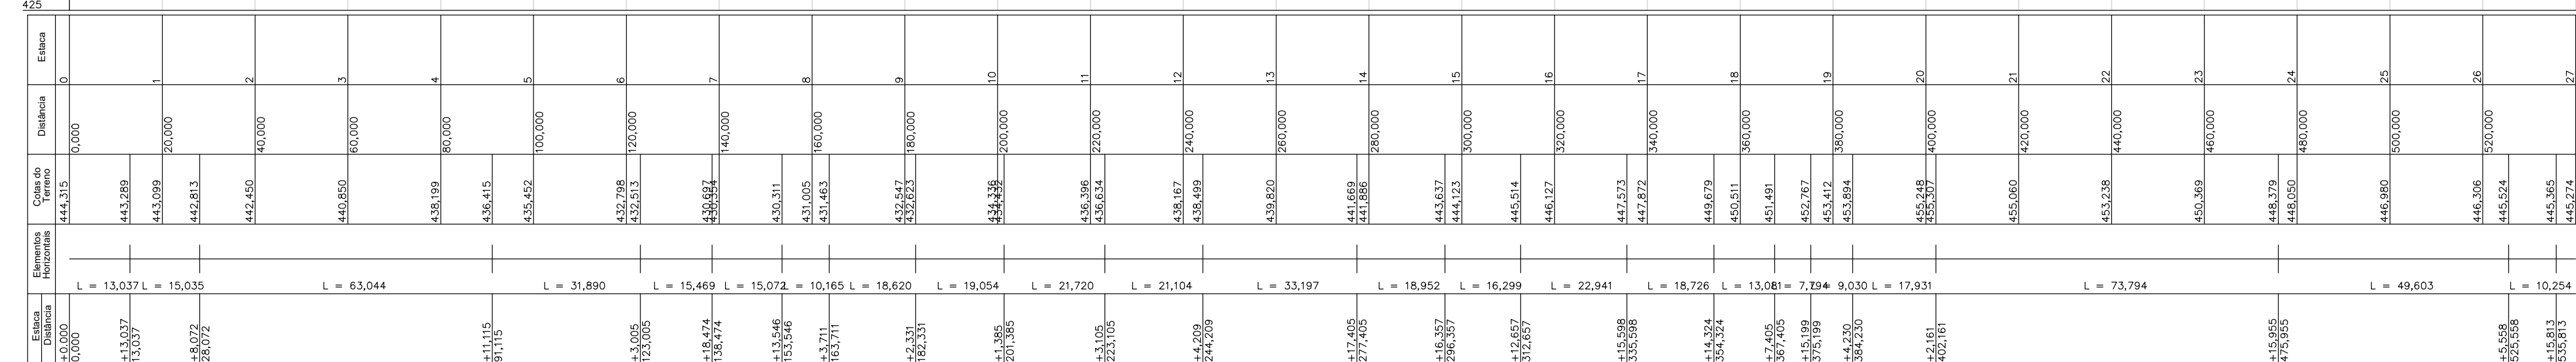 425
Estaca
0 1 2 3 4 5 6 7 8 9 10 11 12 13 14 15 16 17 18 19 20 21 22 23 24 25 26 27
Distância
0,000 20,000 40,000 60,000 80,000 100,000 120,000 140,000 160,000 180,000 200,000 220,000 240,000 260,000 280,000 300,000 320,000 340,000 360,000 380,000 400,000 420,000 440,000 460,000 480,000 500,000 520,000
Cotas do
Terreno
444,315 443,289 443,099 442,813 442,450 440,850 438,199 436,415 435,452 432,798 432,513 430,697 430,311 431,005 431,463 432,547 432,623 434,336 436,396 436,634 438,167 438,499 439,820 441,669 441,886 443,637 444,123 445,514 446,127 447,573 447,872 449,679 450,511 451,491 452,767 453,412 453,894 455,248 455,307 455,060 453,238 450,369 448,379 448,050 446,980 446,306 445,524 445,365 445,274
Elementos
Horizontais
L = 13,037 L = 15,035 L = 63,044 L = 31,890 L = 15,469 L = 15,072 L = 10,165 L = 18,620 L = 19,054 L = 21,720 L = 21,104 L = 33,197 L = 18,952 L = 16,299 L = 22,941 L = 18,726 L = 13,081 L = 7,794 L = 9,030 L = 17,931 L = 73,794 L = 49,603 L = 10,254
Estaca
+0,000 +13,037 +8,072 +11,115 +3,005 +18,474 +13,546 +3,711 +2,331 +1,385 +3,105 +4,209 +17,405 +16,357 +12,657 +15,598 +14,324 +7,405 +15,199 +4,230 +2,161 +15,955 +5,558 +15,813
Distância
0,000 13,037 28,072 91,115 123,005 138,474 153,546 163,711 182,331 201,385 223,105 244,209 277,405 296,357 312,657 335,598 354,324 367,405 375,199 384,230 402,161 475,955 525,558 535,813